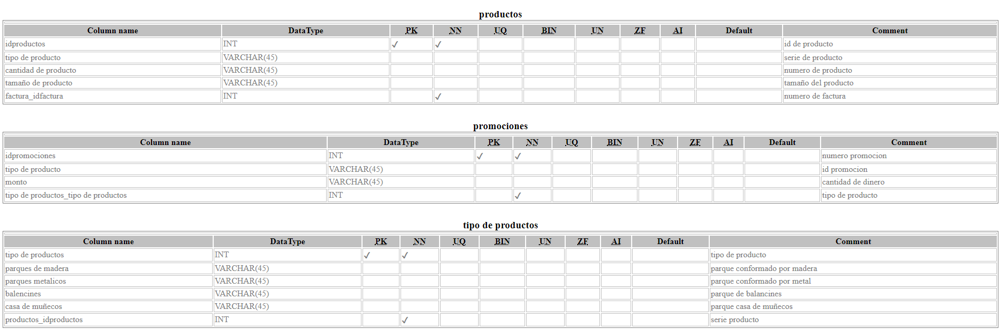 productos
Column name DataType PK NN UQ BIN UN ZF AI Default Comment
idproductos INT ✓ ✓ id de producto
tipo de producto VARCHAR(45) serie de producto
cantidad de producto VARCHAR(45) numero de producto
tamaño de producto VARCHAR(45) tamaño del producto
factura_idfactura INT ✓ numero de factura
promociones
Column name DataType PK NN UQ BIN UN ZF AI Default Comment
idpromociones INT ✓ ✓ numero promocion
tipo de producto VARCHAR(45) id promocion
monto VARCHAR(45) cantidad de dinero
tipo de productos_tipo de productos INT ✓ tipo de producto
tipo de productos
Column name DataType PK NN UQ BIN UN ZF AI Default Comment
tipo de productos INT ✓ ✓ tipo de producto
parques de madera VARCHAR(45) parque conformado por madera
parques metalicos VARCHAR(45) parque conformado por metal
balencines VARCHAR(45) parque de balancines
casa de muñecos VARCHAR(45) parque casa de muñecos
productos_idproductos INT ✓ serie producto